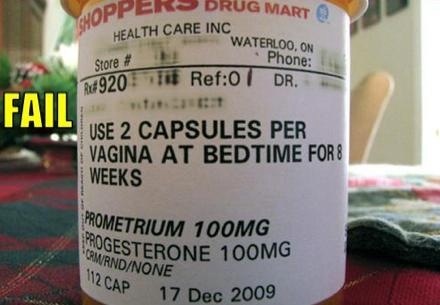 SHOPPERS DRUG MART
HEALTH CARE INC
WATERLOO, ON
Store # Phone:
Rx#920 Ref:0 DR.
FAIL
USE 2 CAPSULES PER
VAGINA AT BEDTIME FOR 8
WEEKS
PROMETRIUM 100MG
PROGESTERONE 100MG
CRM/RND/NONE
112 CAP 17 Dec 2009